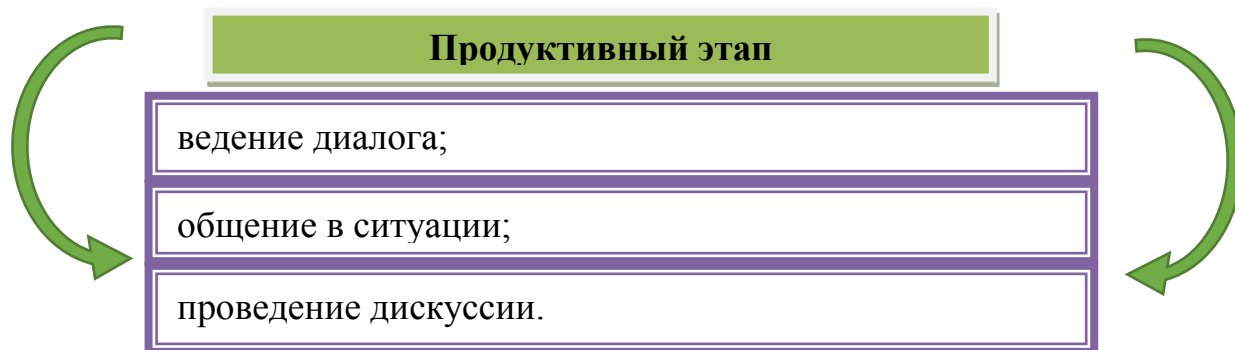 Продуктивный этап
ведение диалога;
общение в ситуации;
проведение дискуссии.